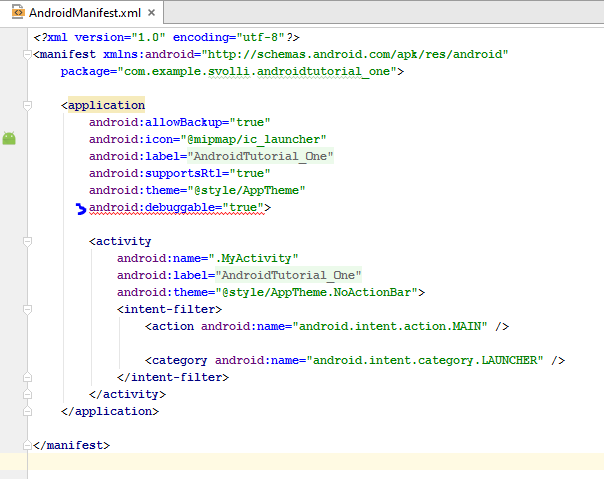 AndroidManifest.xml ×
<?xml version="1.0" encoding="utf-8"?>
<manifest xmlns:android="http://schemas.android.com/apk/res/android"
    package="com.example.svolli.androidtutorial_one">
    <application
        android:allowBackup="true"
        android:icon="@mipmap/ic_launcher"
        android:label="AndroidTutorial_One"
        android:supportsRtl="true"
        android:theme="@style/AppTheme"
        android:debuggable="true">
        <activity
            android:name=".MyActivity"
            android:label="AndroidTutorial_One"
            android:theme="@style/AppTheme.NoActionBar">
            <intent-filter>
                <action android:name="android.intent.action.MAIN" />
                <category android:name="android.intent.category.LAUNCHER" />
            </intent-filter>
        </activity>
    </application>
</manifest>